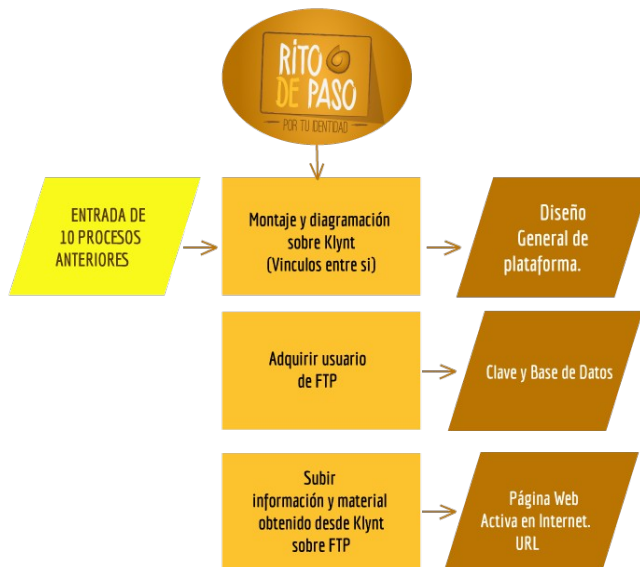 RiTO
DE PASO
POR TU IDENTIDAD
ENTRADA DE
10 PROCESOS
ANTERIORES
Montaje y diagramación
sobre Klynt
(Vinculos entre si)
Diseño
General de
plataforma.
Adquirir usuario
de FTP
Clave y Base de Datos
Subir
información y material
obtenido desde Klynt
sobre FTP
Página Web
Activa en Internet.
URL